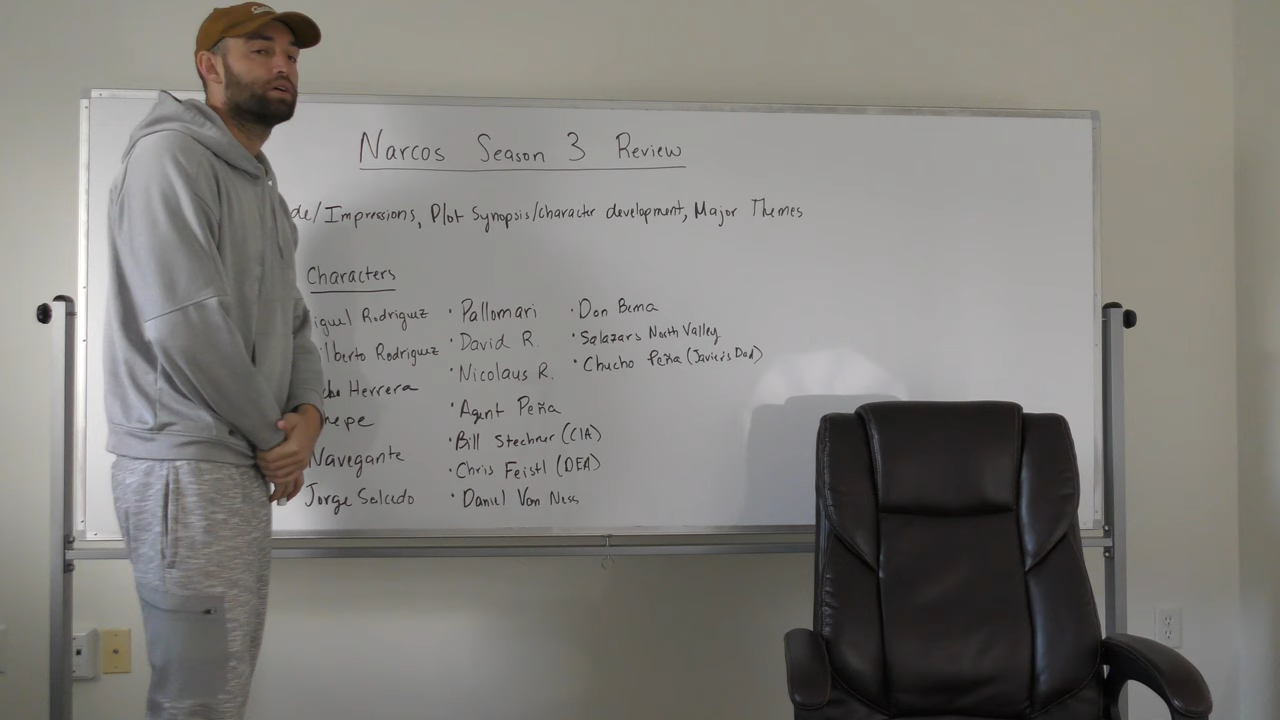 Narcos Season 3 Review
de/Impressions, Plot Synopsis/character development, Major Themes
Characters
iguel Rodriguez
ilberto Rodriguez
cho Herrera
hepe
Navegante
Jorge Salcedo
• Pallomari
• David R.
• Nicolaus R.
• Agent Peña
• Bill Stechner (CIA)
• Chris Feistl (DEA)
• Daniel Van Ness
• Don Berna
• Salazars North Valley
• Chucho Peña (Javier's Dad)